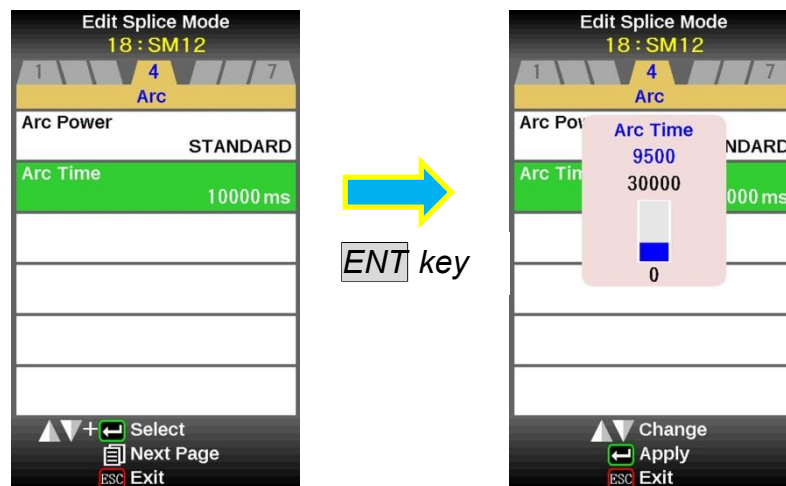 Edit Splice Mode
18 : SM12
1 4 7
Arc
Arc Power
STANDARD
Arc Time
10000 ms
+ Select
Next Page
ESC Exit
ENT key
Edit Splice Mode
18 : SM12
1 4 7
Arc
Arc Pow
NDARD
Arc Tim
000 ms
Arc Time
9500
30000
0
Change
Apply
ESC Exit